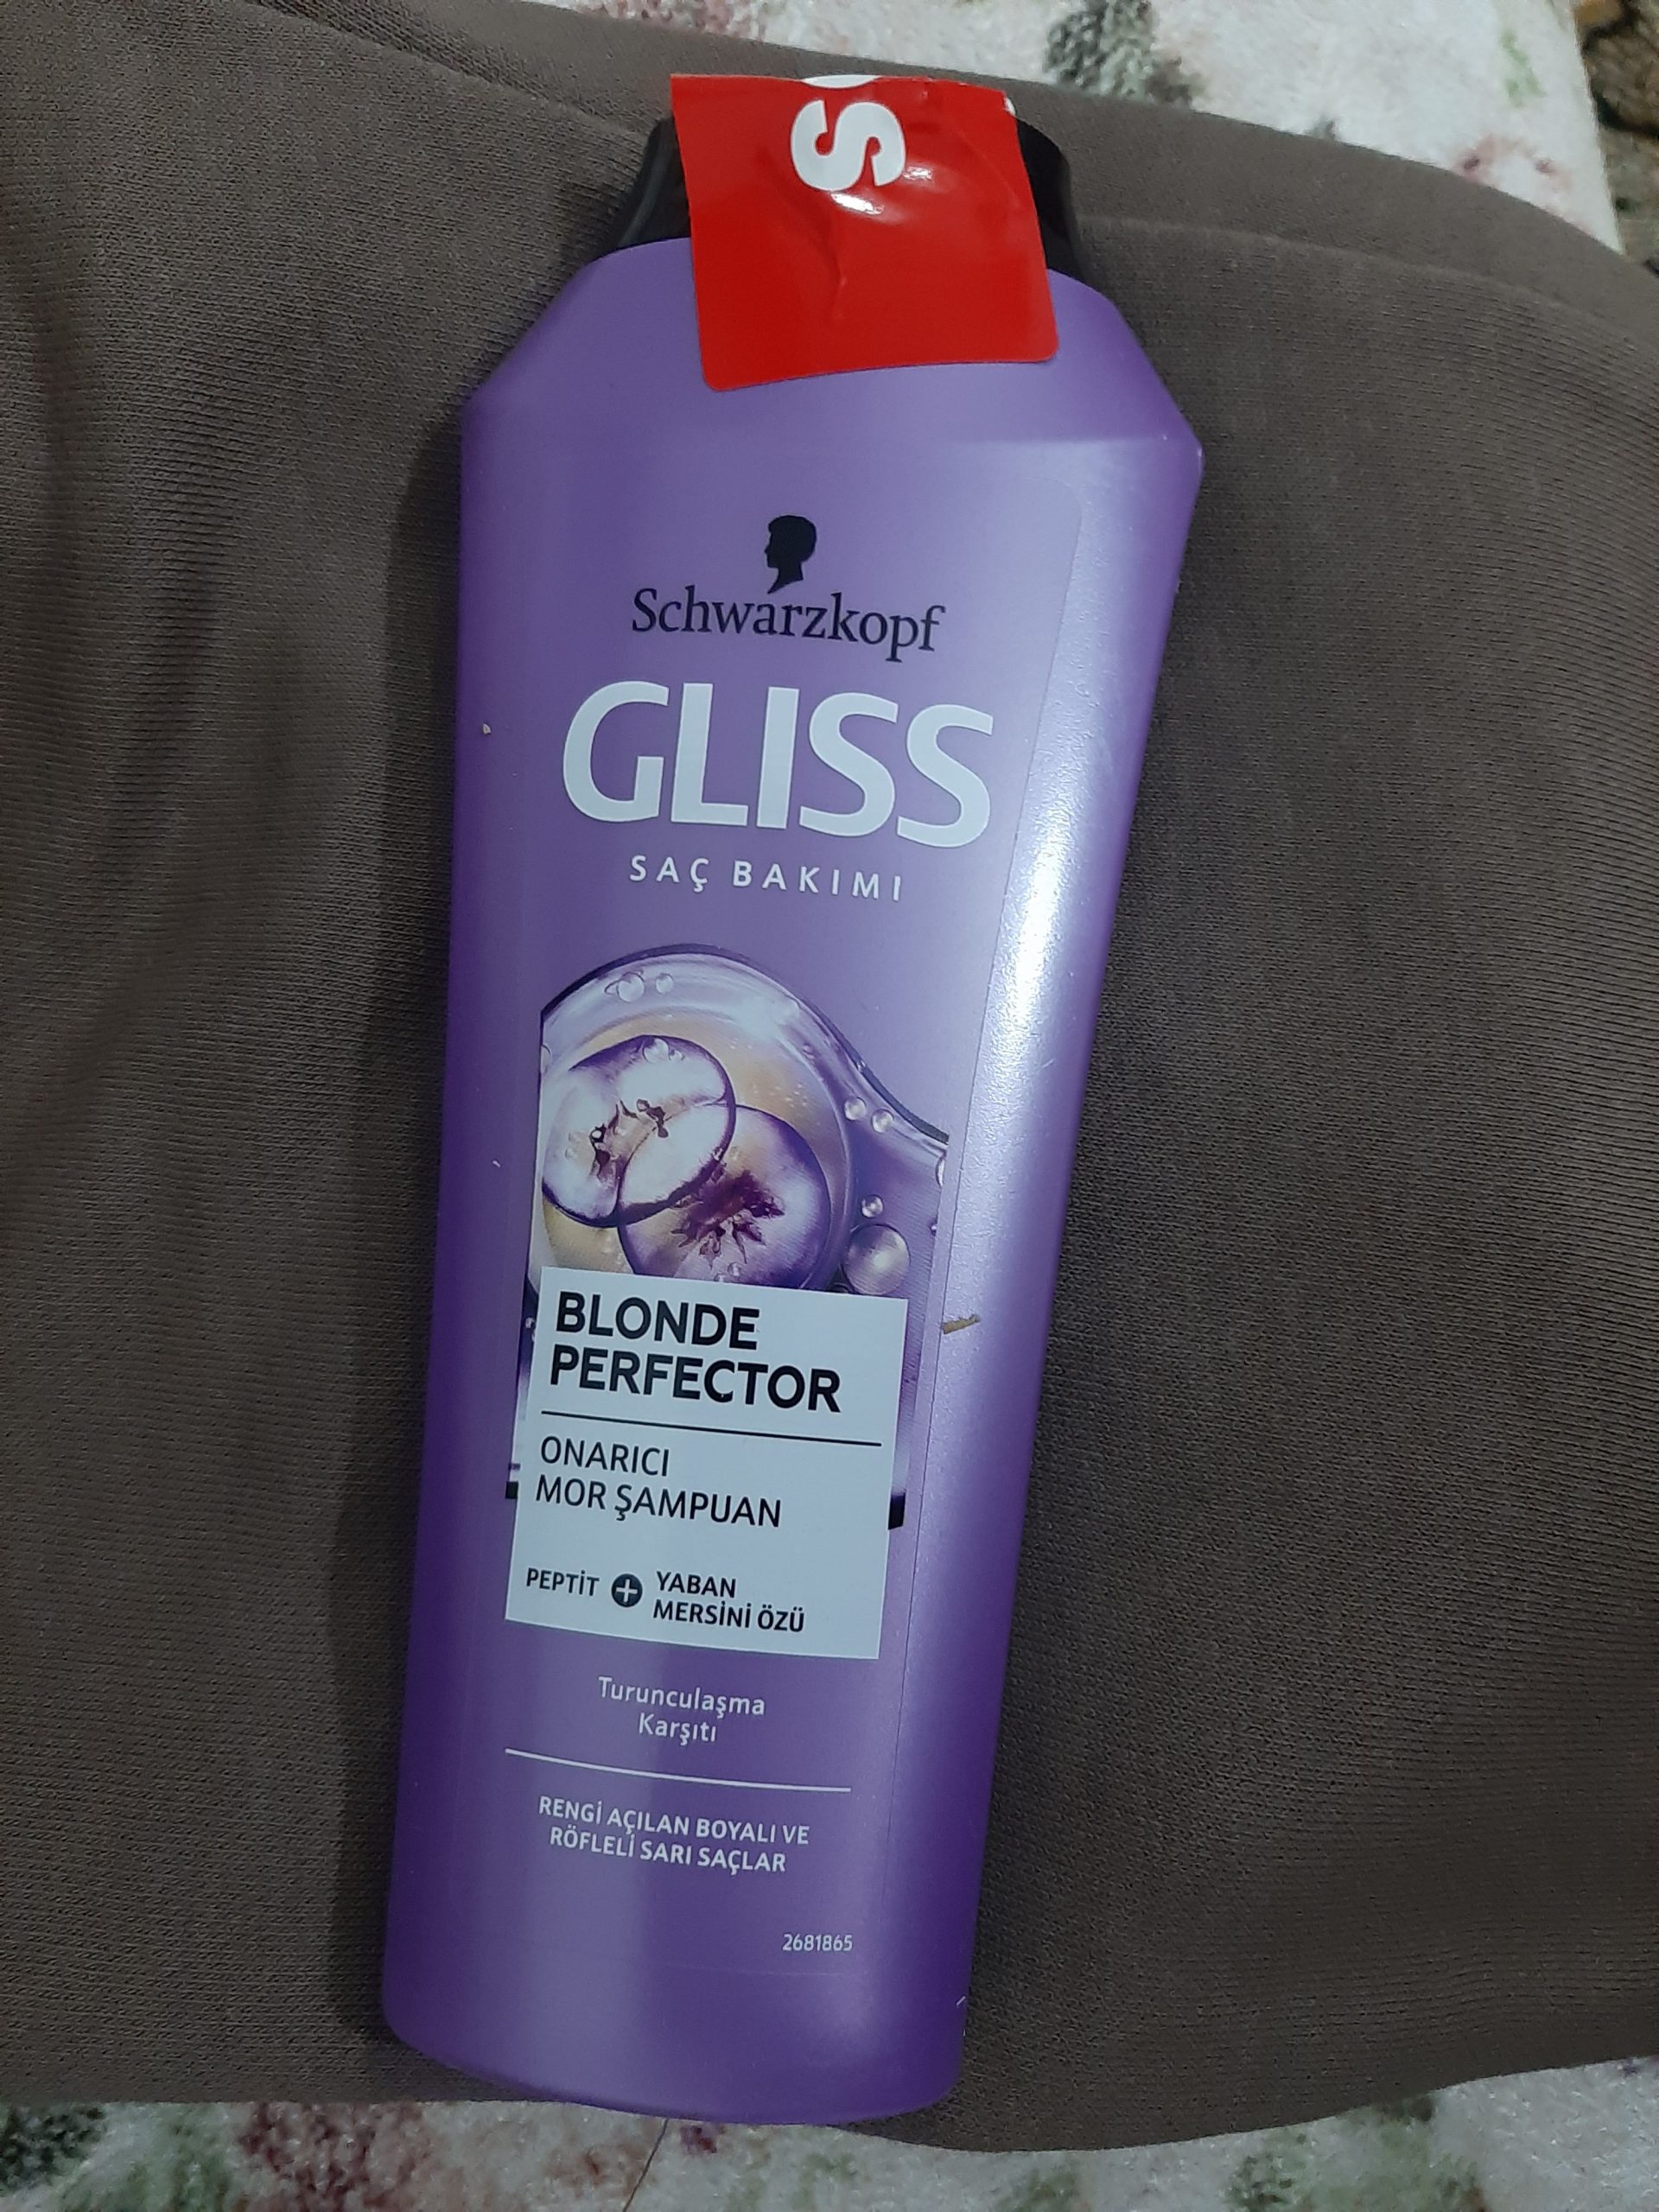 S
Schwarzkopf
GLISS
SAÇ BAKIMI
BLONDE
PERFECTOR
ONARICI
MOR ŞAMPUAN
PEPTİT + YABAN
MERSİNİ ÖZÜ
Turunculaşma
Karşıtı
RENGİ AÇILAN BOYALI VE
RÖFLELİ SARI SAÇLAR
2681865